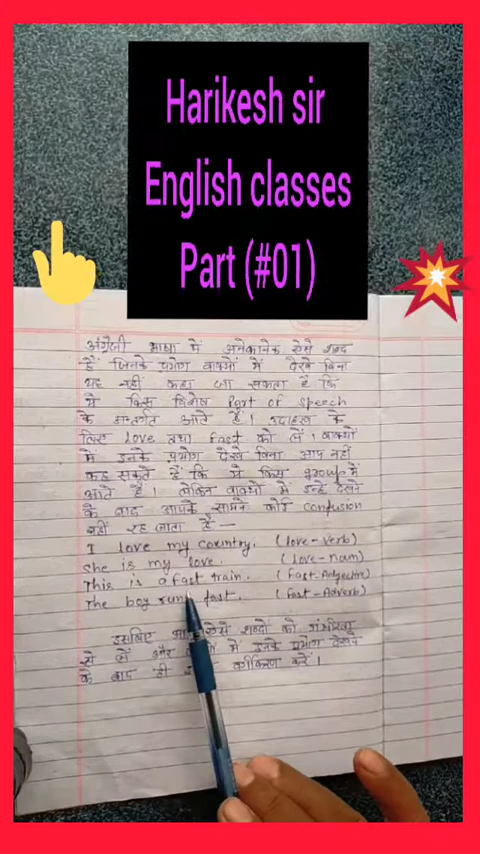 Harikesh sir
English classes
Part (#01)
अंग्रेजी भाषा में अनेकानेक ऐसे शब्द
हैं जिनके प्रयोग वाक्यों में देखे बिना
यह नहीं कहा जा सकता है कि
ये किस विशेष Part of speech
के अन्तर्गत आते हैं। उदाहरण के
लिए love तथा fast को लें। वाक्यों
में उनके प्रयोग देखे बिना आप नहीं
कह सकते हैं कि ये किस group में
आते हैं। लेकिन वाक्यों में उन्हें देखने
के बाद आपके सामने कोई confusion
नहीं रह जाता है —
I love my country. (love-verb)
She is my love. (love-noun)
This is a fast train. (fast-Adjective)
The boy runs fast. (fast-Adverb)
इसलिए शब्दों को गंभीरता
से लें और में उनके प्रयोग देखने
के बाद ही वर्गीकरण करें।